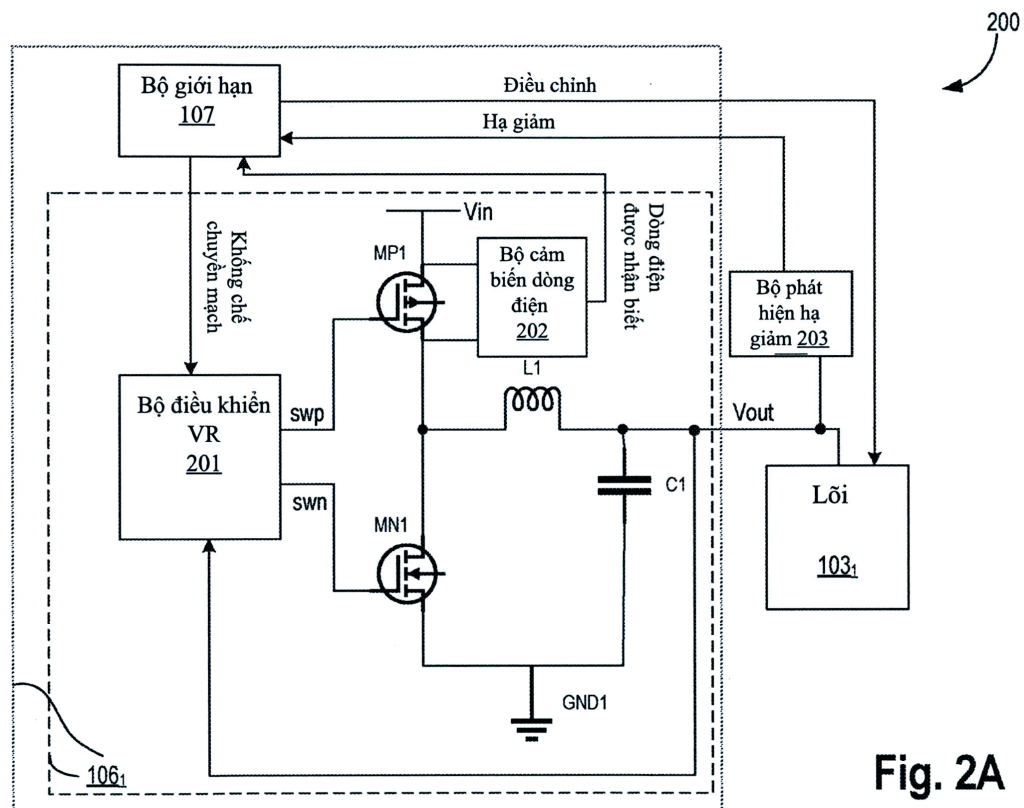 200
Bộ giới hạn
107
Điều chỉnh
Hạ giảm
Khống chế
chuyển mạch
Vin
MP1
Bộ cảm
biến dòng
điện
202
Dòng điện
được nhận biết
Bộ phát
hiện hạ
giảm 203
L1
Bộ điều khiển
VR
201
swp
swn
Vout
C1
MN1
Lõi
103₁
GND1
106₁
Fig. 2A